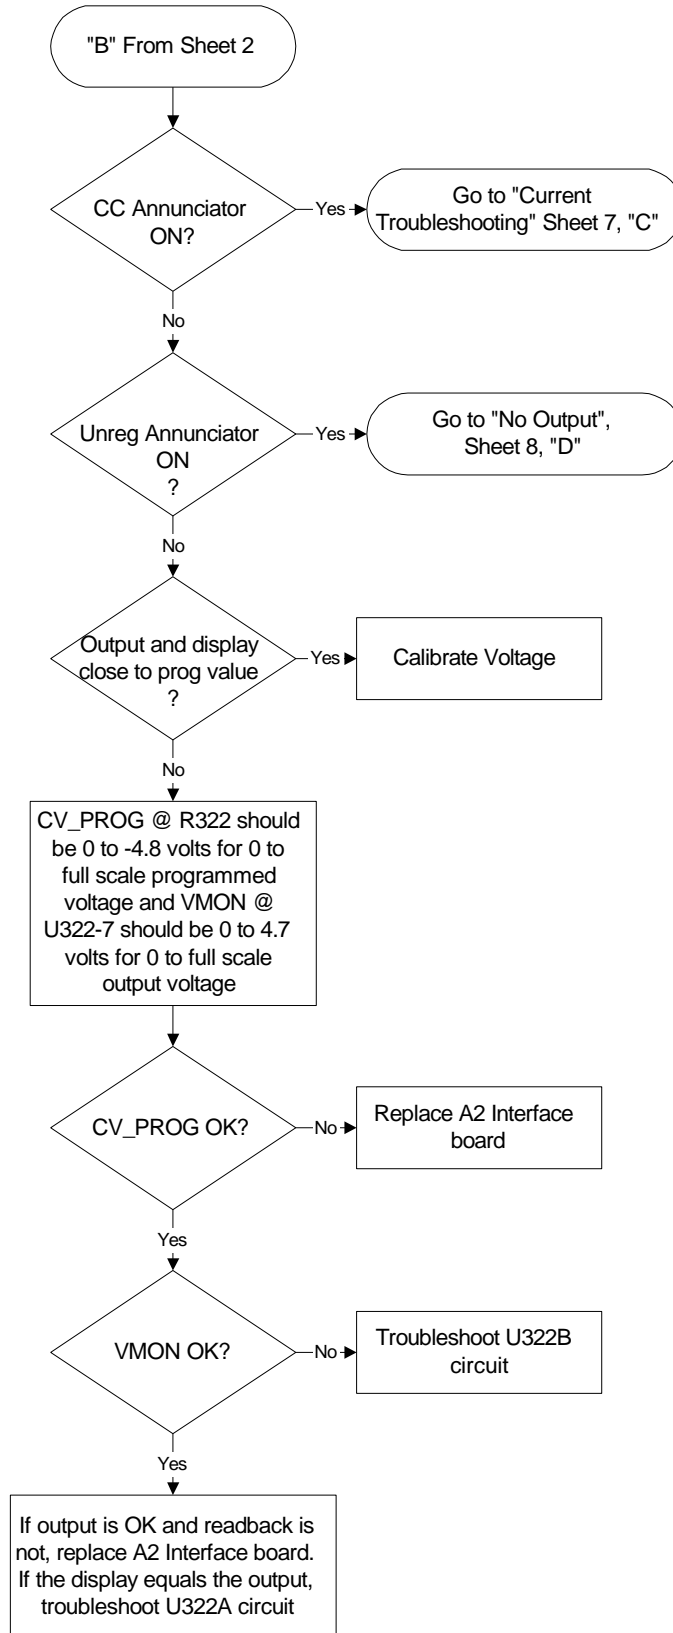 "B" From Sheet 2
CC Annunciator
ON?
Yes
Go to "Current
Troubleshooting" Sheet 7, "C"
No
Unreg Annunciator
ON
?
Yes
Go to "No Output",
Sheet 8, "D"
No
Output and display
close to prog value
?
Yes
Calibrate Voltage
No
CV_PROG @ R322 should
be 0 to -4.8 volts for 0 to
full scale programmed
voltage and VMON @
U322-7 should be 0 to 4.7
volts for 0 to full scale
output voltage
CV_PROG OK?
No
Replace A2 Interface
board
Yes
VMON OK?
No
Troubleshoot U322B
circuit
Yes
If output is OK and readback is
not, replace A2 Interface board.
If the display equals the output,
troubleshoot U322A circuit